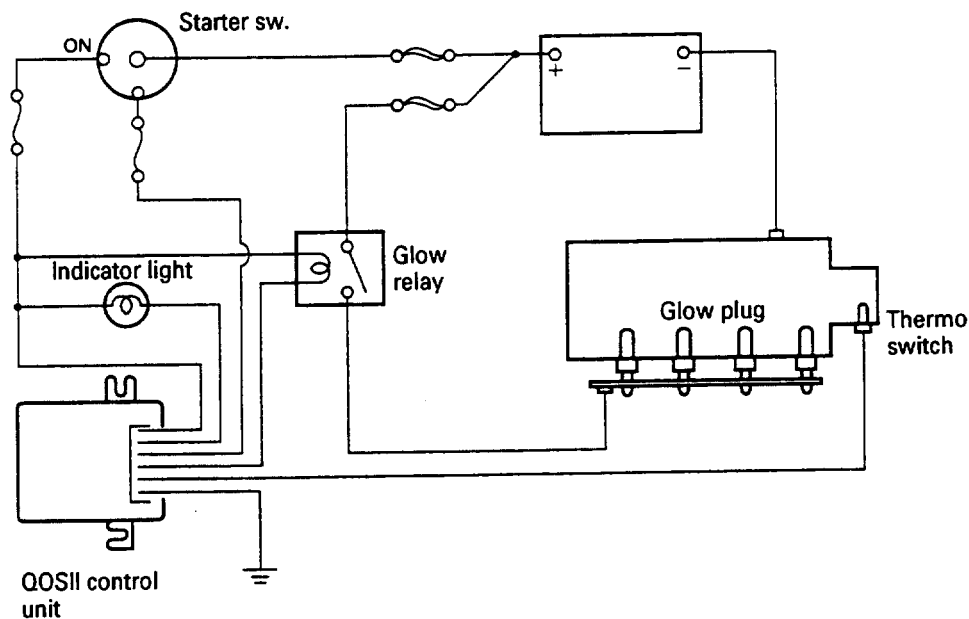 Starter sw.
ON
+
−
Glow
relay
Indicator light
Glow plug
Thermo
switch
QOSII control
unit